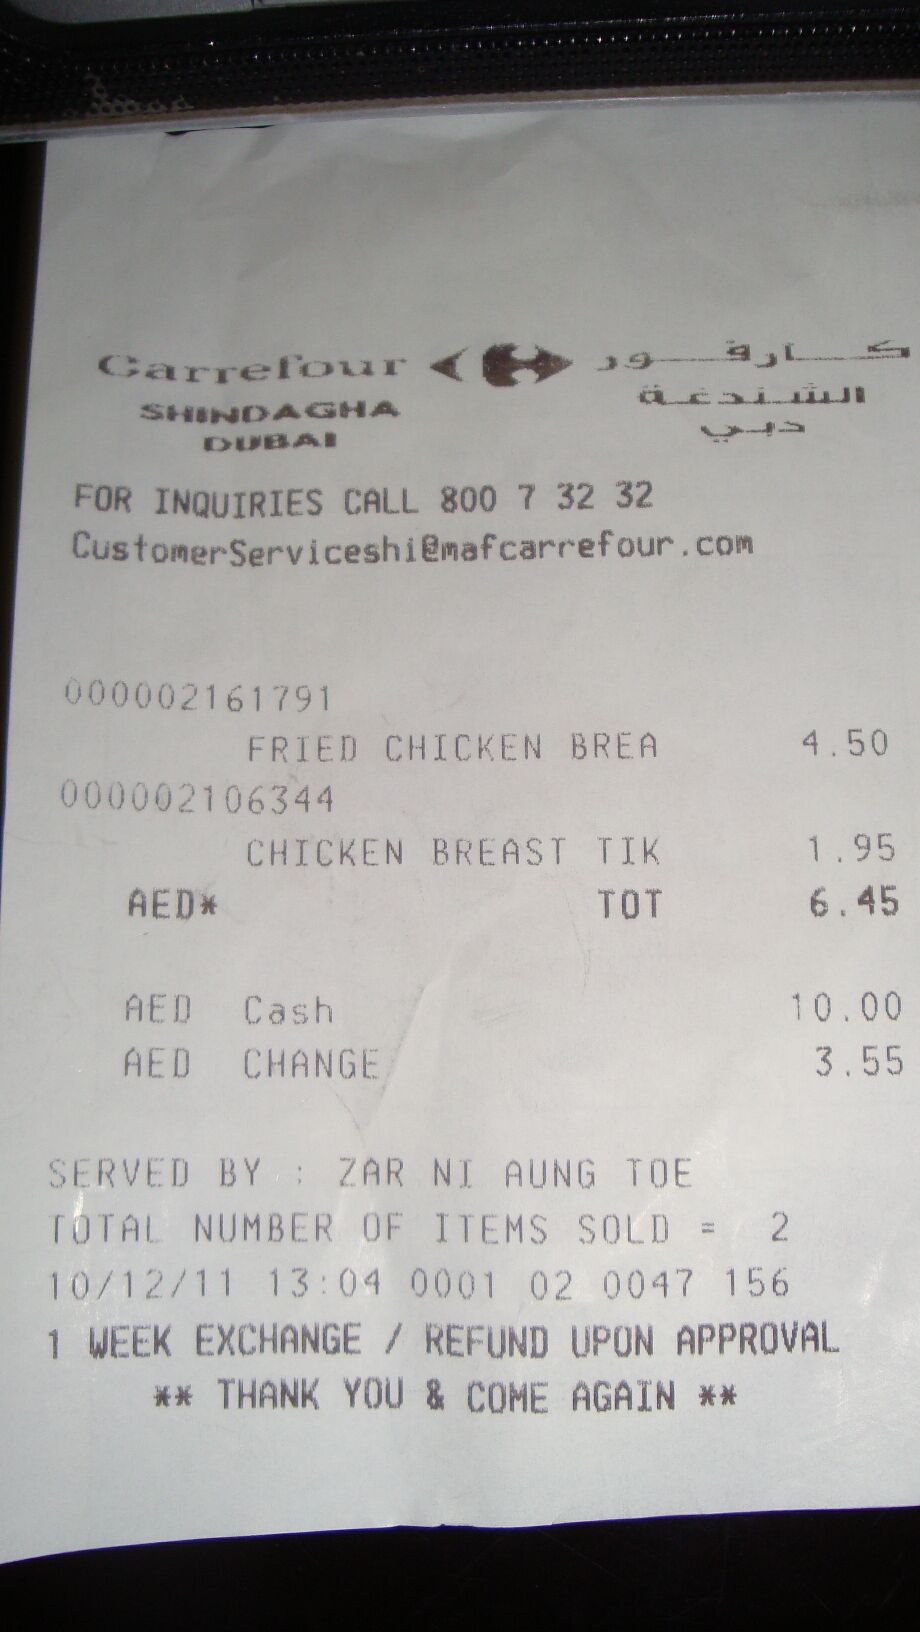 Carrefour كارفور
SHINDAGHA الشندغة
DUBAI دبي
FOR INQUIRIES CALL 800 7 32 32
CustomerServiceshi@mafcarrefour.com
000002161791
FRIED CHICKEN BREA 4.50
000002106344
CHICKEN BREAST TIK 1.95
AED* TOT 6.45
AED Cash 10.00
AED CHANGE 3.55
SERVED BY : ZAR NI AUNG TOE
TOTAL NUMBER OF ITEMS SOLD = 2
10/12/11 13:04 0001 02 0047 156
1 WEEK EXCHANGE / REFUND UPON APPROVAL
** THANK YOU & COME AGAIN **